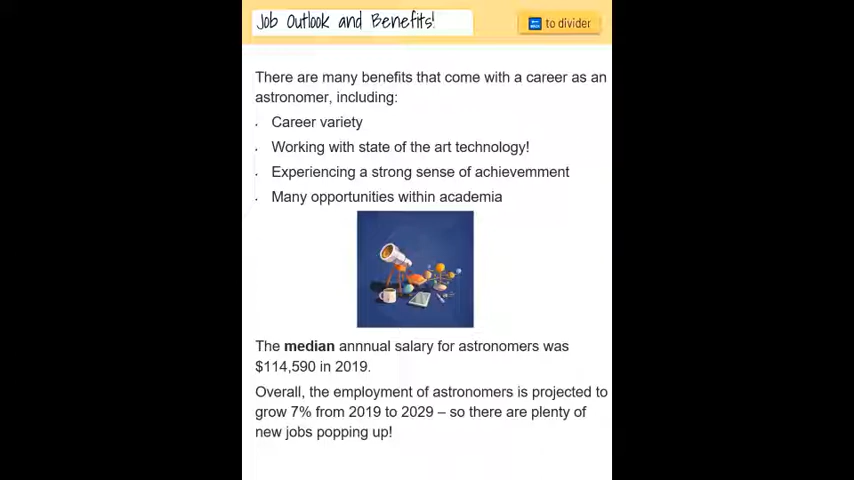 Job Outlook and Benefits!
to divider
There are many benefits that come with a career as an
astronomer, including:
Career variety
Working with state of the art technology!
Experiencing a strong sense of achievemment
Many opportunities within academia
The median annnual salary for astronomers was
$114,590 in 2019.
Overall, the employment of astronomers is projected to
grow 7% from 2019 to 2029 – so there are plenty of
new jobs popping up!